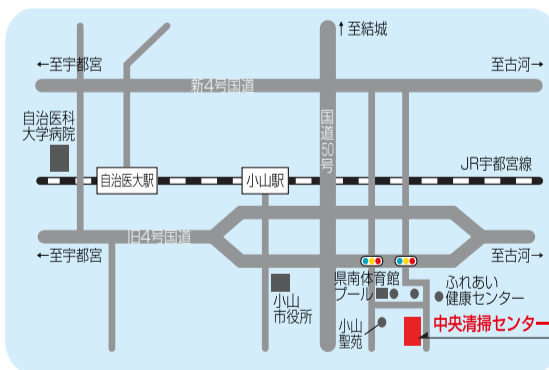 ↑至結城
←至宇都宮
至古河→
新4号国道
自治医科
大学病院
国道50号
JR宇都宮線
自治医大駅
小山駅
旧4号国道
←至宇都宮
至古河→
県南体育館
プール
ふれあい
健康センター
小山
市役所
小山
聖苑
中央清掃センター